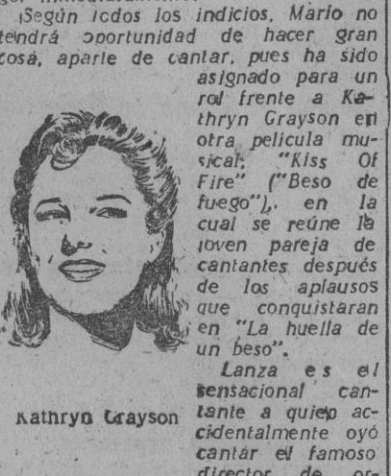 ¡Según todos los indicios, Mario no
tendrá oportunidad de hacer gran
cosa, aparte de cantar, pues ha sido
asignado para un
rol frente a Ka-
thryn Grayson en
otra película mu-
sical: "Kiss Of
Fire" ("Beso de
fuego"), en la
cual se reúne la
joven pareja de
cantantes después
de los aplausos
que conquistaran
en "La huella de
un beso".
Lanza es el
sensacional can-
tante a quien ac-
cidentalmente oyó
cantar el famoso
director de or-
Kathryn Grayson